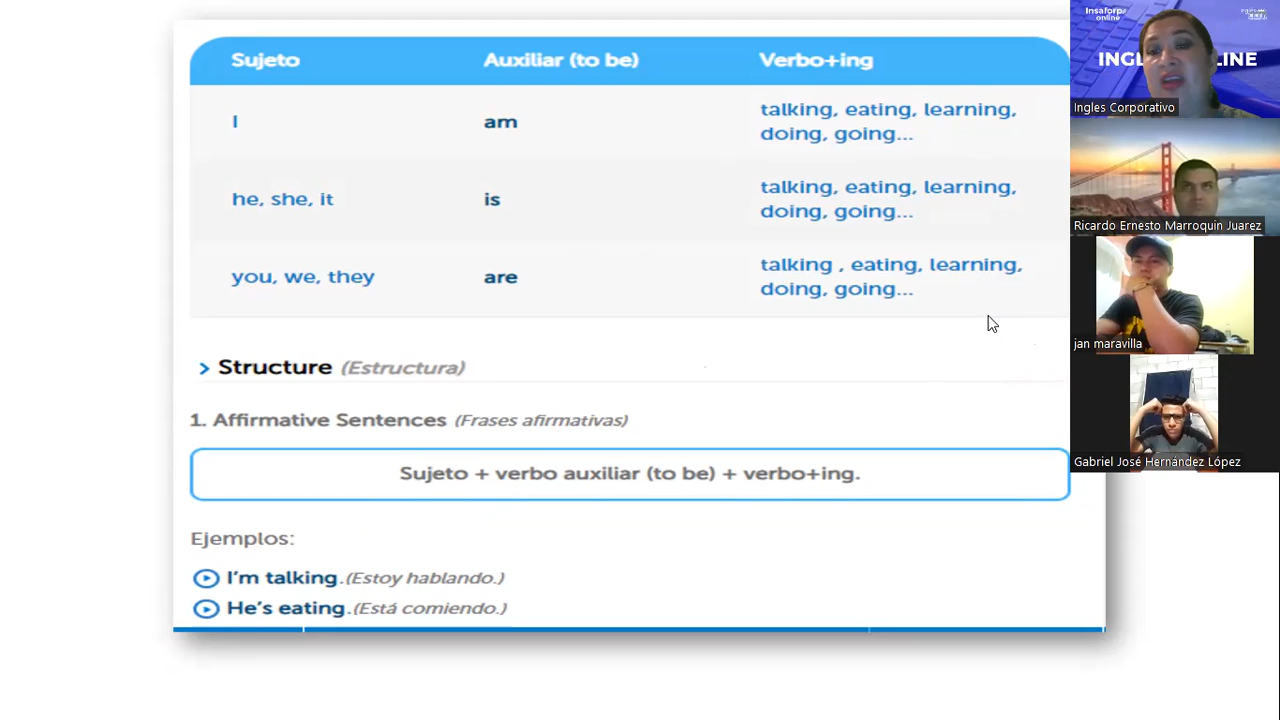 Sujeto Auxiliar (to be) Verbo+ing
I am talking, eating, learning,
doing, going...
he, she, it is talking, eating, learning,
doing, going...
you, we, they are talking , eating, learning,
doing, going...
Structure (Estructura)
1. Affirmative Sentences (Frases afirmativas)
Sujeto + verbo auxiliar (to be) + verbo+ing.
Ejemplos:
I'm talking.(Estoy hablando.)
He's eating.(Está comiendo.)
Insaforp
online
Ingles Corporativo
Ricardo Ernesto Marroquin Juarez
jan maravilla
Gabriel José Hernández López